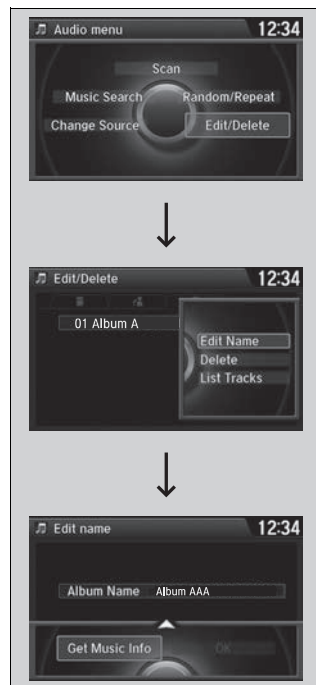 Audio menu 12:34
Scan
Music Search Random/Repeat
Change Source Edit/Delete
Edit/Delete 12:34
01 Album A
Edit Name
Delete
List Tracks
Edit name 12:34
Album Name Album AAA
Get Music Info OK